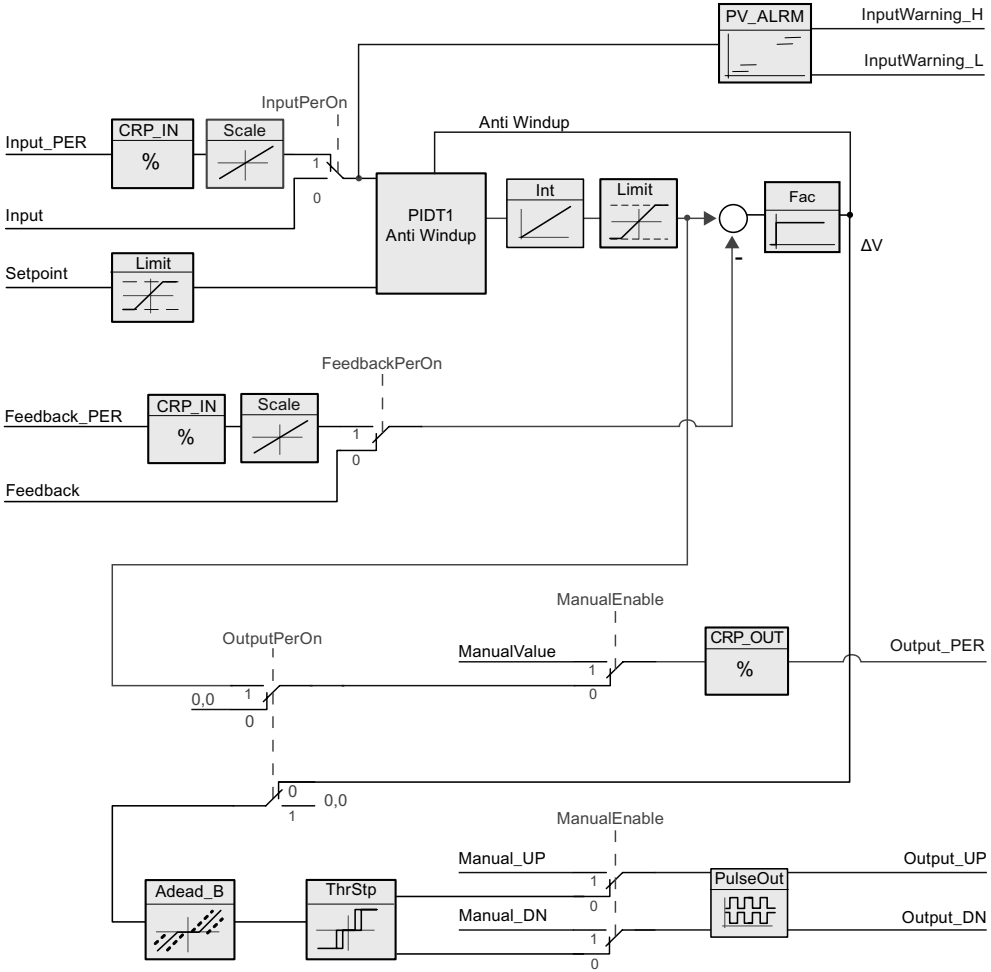 PV_ALRM
InputWarning_H
InputWarning_L
InputPerOn
Anti Windup
Input_PER
CRP_IN
%
Scale
1
0
Input
PIDT1
Anti Windup
Int
Limit
Fac
-
ΔV
Setpoint
Limit
FeedbackPerOn
Feedback_PER
CRP_IN
%
Scale
1
0
Feedback
ManualEnable
OutputPerOn
ManualValue
1
0
CRP_OUT
%
Output_PER
0,0
1
0
0
0,0
1
ManualEnable
Manual_UP
1
0
Output_UP
Adead_B
ThrStp
PulseOut
Manual_DN
1
0
Output_DN